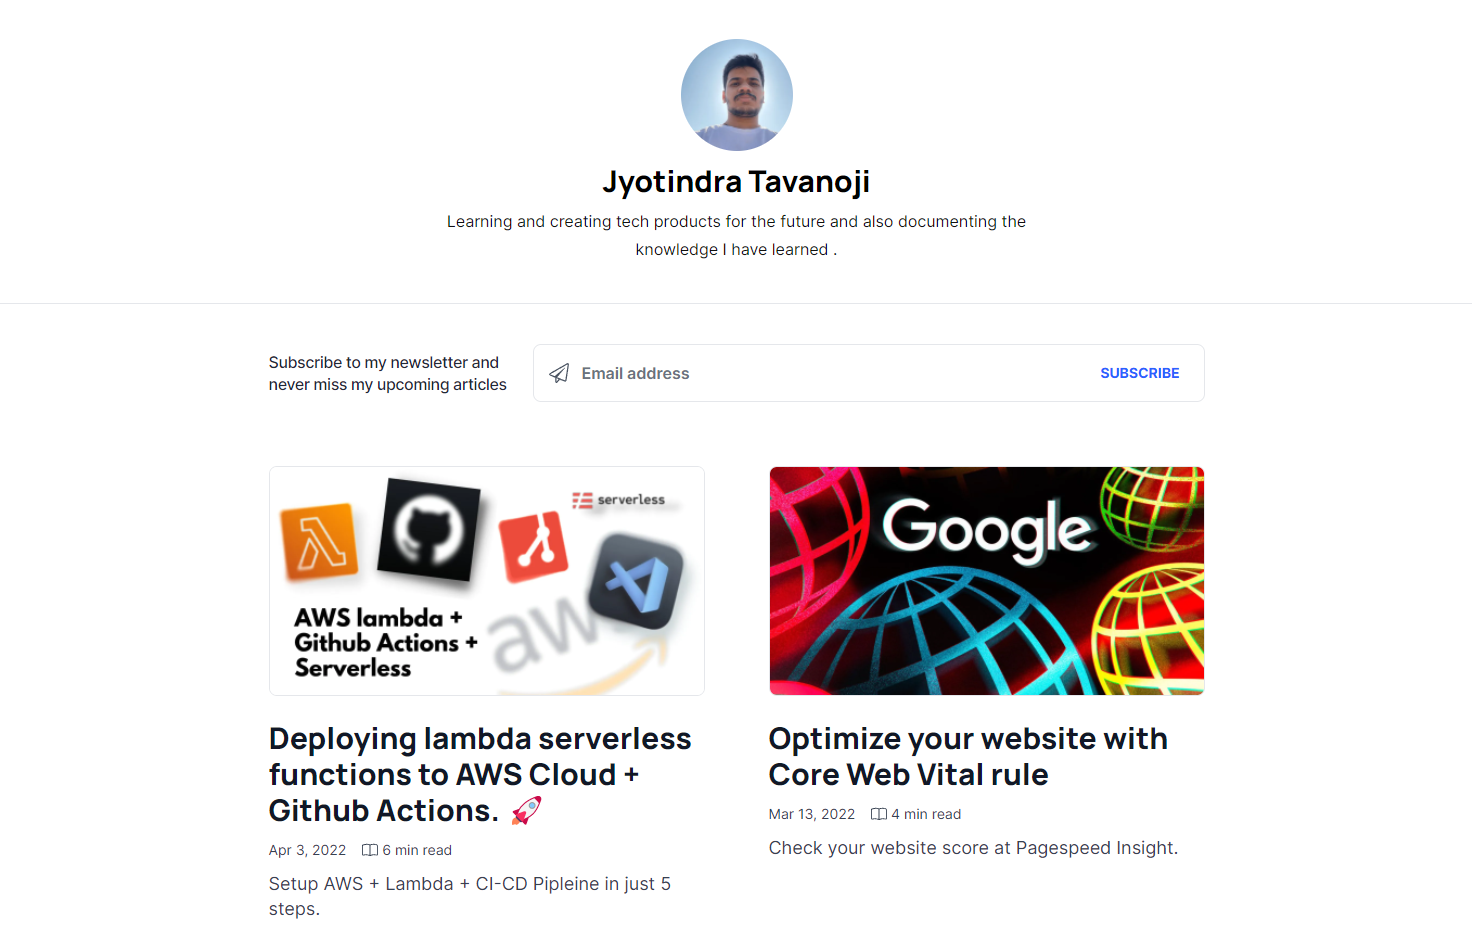 Jyotindra Tavanoji
Learning and creating tech products for the future and also documenting the
knowledge I have learned .
Subscribe to my newsletter and
never miss my upcoming articles
Email address
SUBSCRIBE
serverless
aws
AWS lambda +
Github Actions +
Serverless
Google
Deploying lambda serverless
functions to AWS Cloud +
Github Actions. 🚀
Apr 3, 2022
6 min read
Setup AWS + Lambda + CI-CD Pipleine in just 5
steps.
Optimize your website with
Core Web Vital rule
Mar 13, 2022
4 min read
Check your website score at Pagespeed Insight.